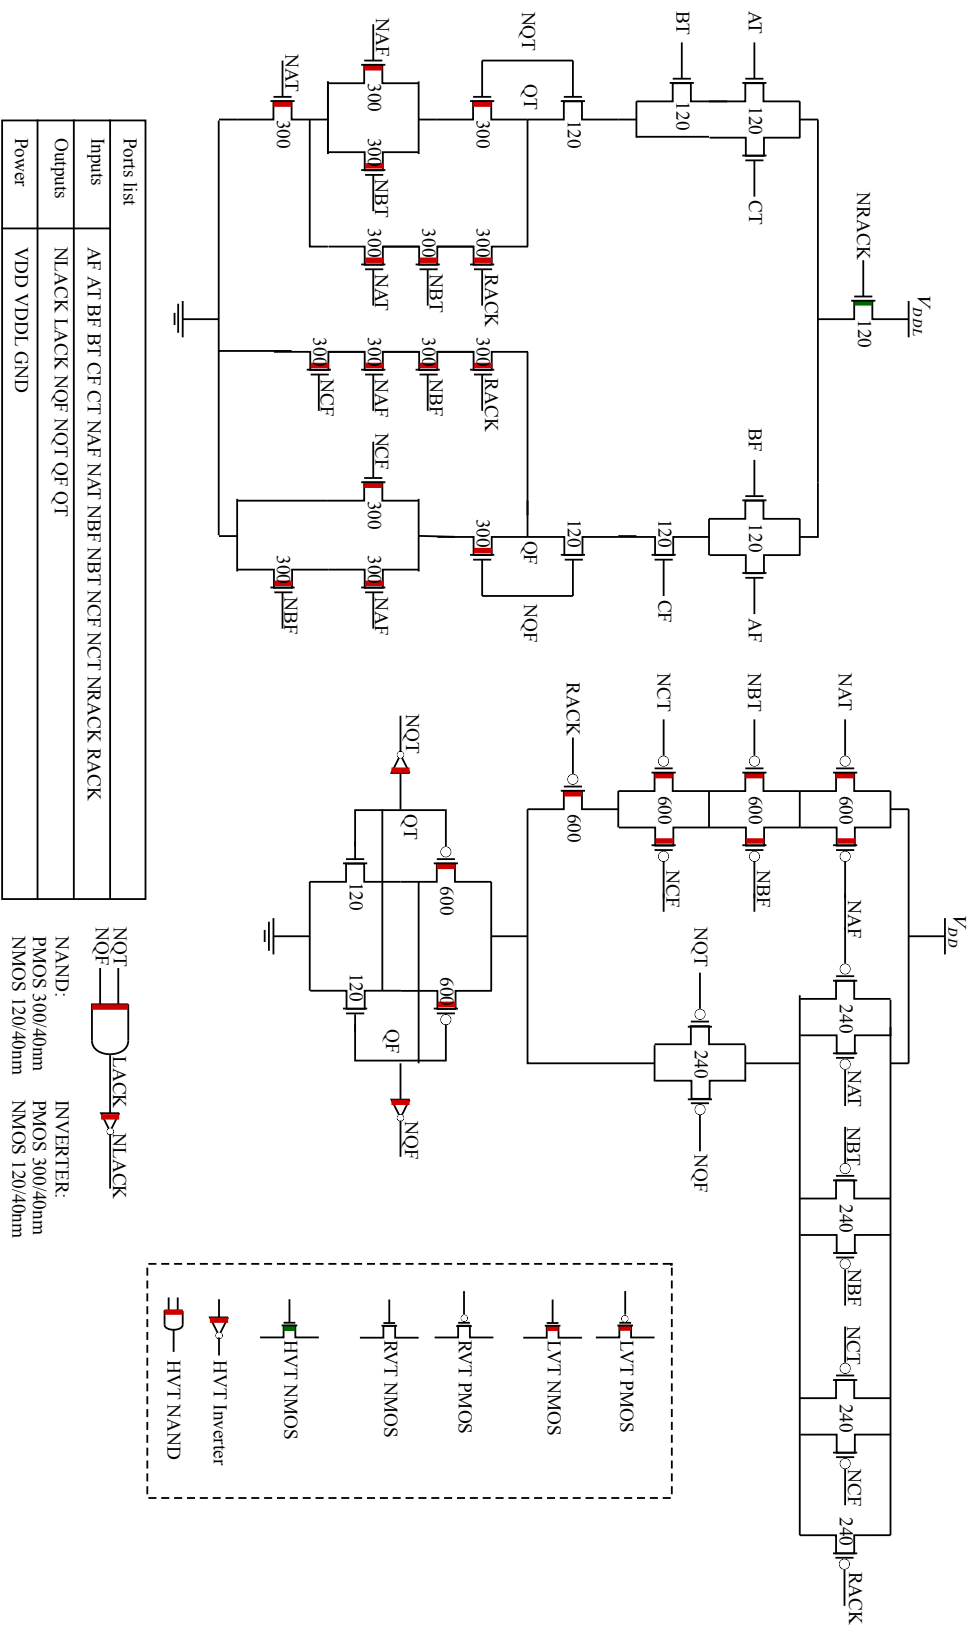 V_DDL
NRACK 120
AT 120 CT
BF 120 AF
BT 120
120 CF
NQT 120
QT
120
QF
NQF
300
300 RACK
300 RACK
300
NAF 300
300 NBT
300 NBT
300 NAT
300 NBF
300 NAF
NCF 300
300 NAF
NAT 300
300 NCF
300 NBF
V_DD
NAT 600 NAF 240 NAT NBT 240 NBF NCT 240 NCF 240 RACK
NBT 600 NBF
NCT 600 NCF
NQT 240 NQF
RACK 600
600 600
NQT QT QF NQF
120 120
LVT PMOS
LVT NMOS
RVT PMOS
RVT NMOS
HVT NMOS
HVT Inverter
HVT NAND
Ports list
Inputs AF AT BF BT CF CT NAF NAT NBF NBT NCF NCT NRACK RACK
Outputs NLACK LACK NQF NQT QF QT
Power VDD VDDL GND
NQT
NQF
LACK NLACK
NAND:
PMOS 300/40nm
NMOS 120/40nm
INVERTER:
PMOS 300/40nm
NMOS 120/40nm